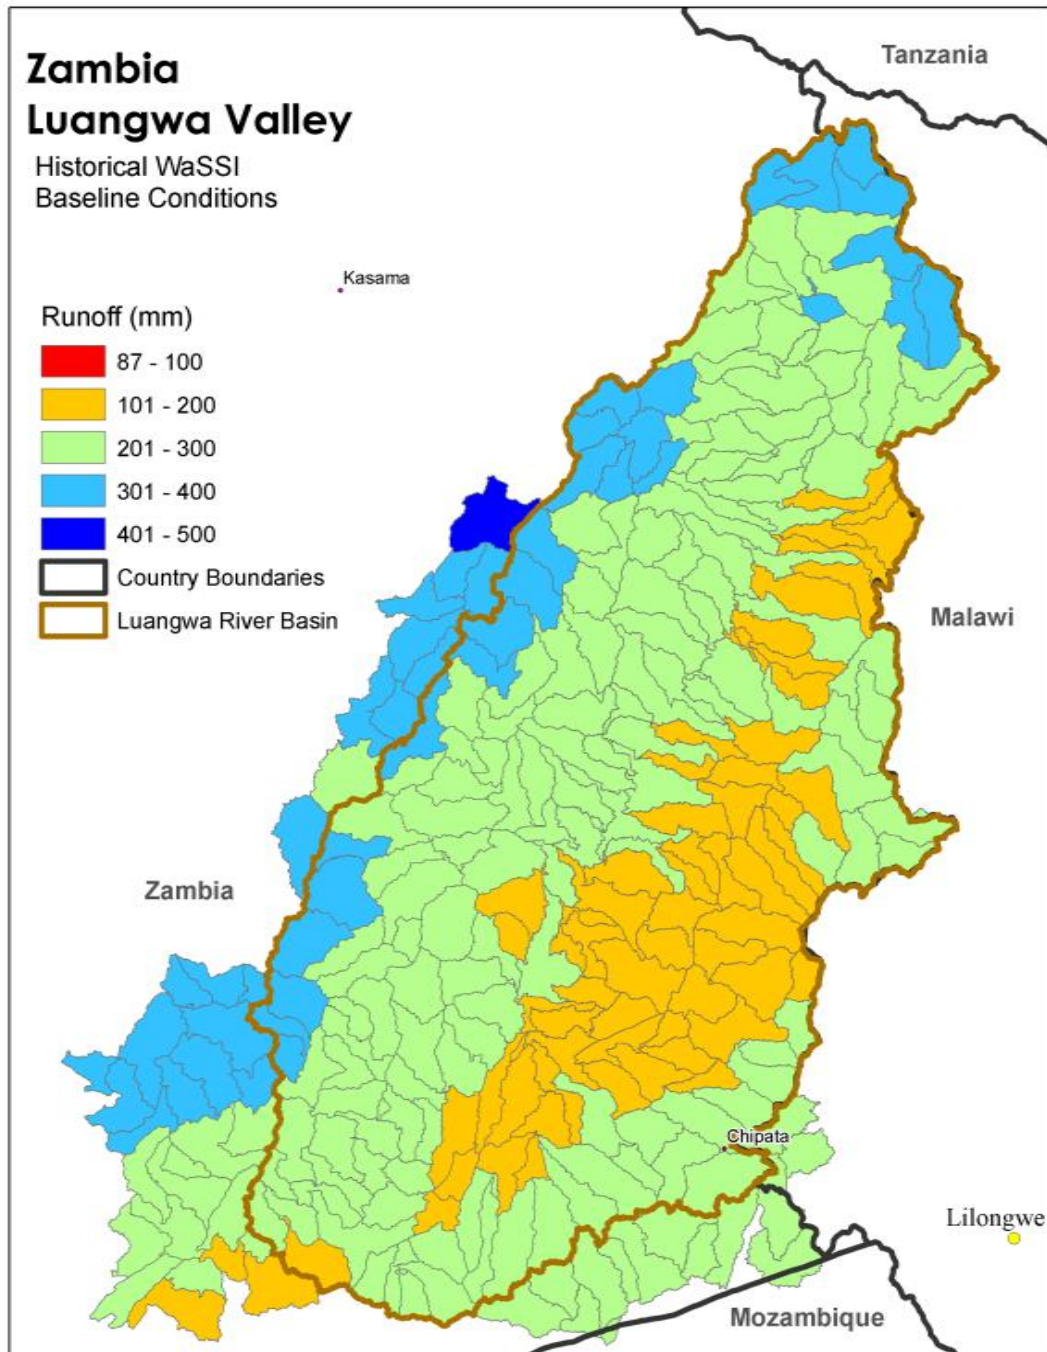 Zambia
Luangwa Valley
Historical WaSSI
Baseline Conditions
Tanzania
Kasama
Runoff (mm)
87 - 100
101 - 200
201 - 300
301 - 400
401 - 500
Country Boundaries
Luangwa River Basin
Malawi
Zambia
Chipata
Lilongwe
Mozambique